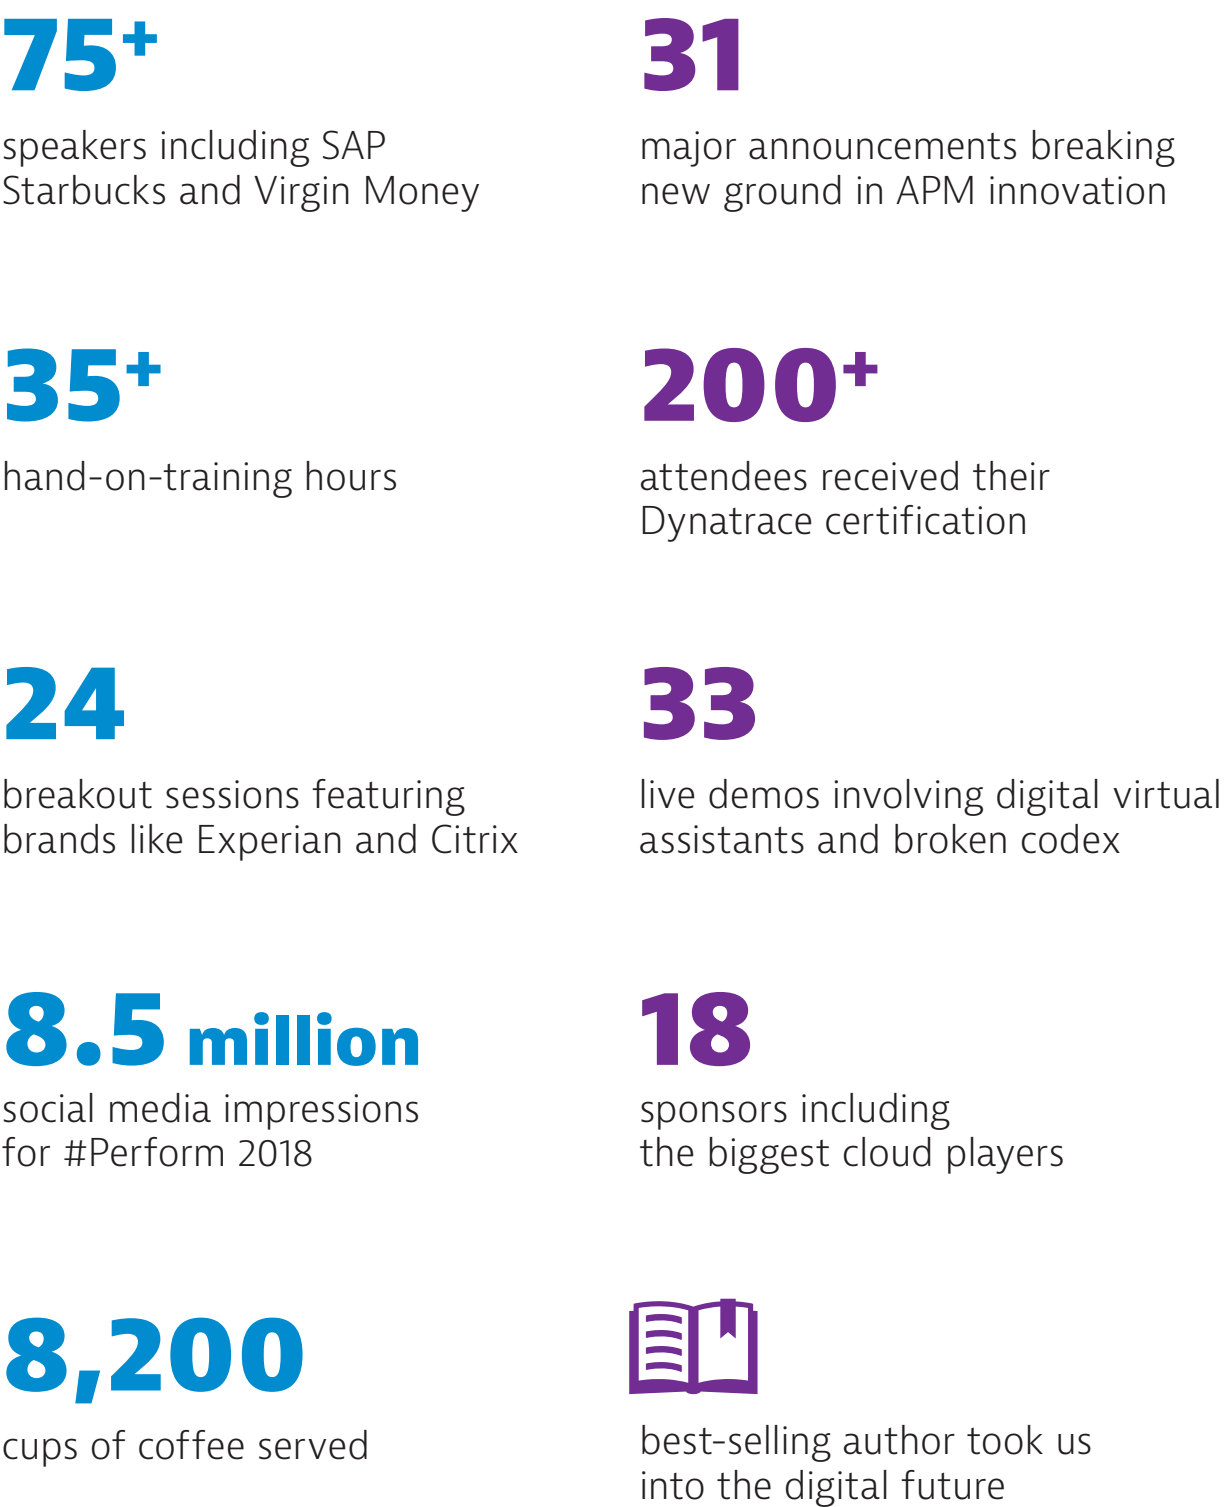 75+
speakers including SAP
Starbucks and Virgin Money
31
major announcements breaking
new ground in APM innovation
35+
hand-on-training hours
200+
attendees received their
Dynatrace certification
24
breakout sessions featuring
brands like Experian and Citrix
33
live demos involving digital virtual
assistants and broken codex
8.5 million
social media impressions
for #Perform 2018
18
sponsors including
the biggest cloud players
8,200
cups of coffee served
best-selling author took us
into the digital future